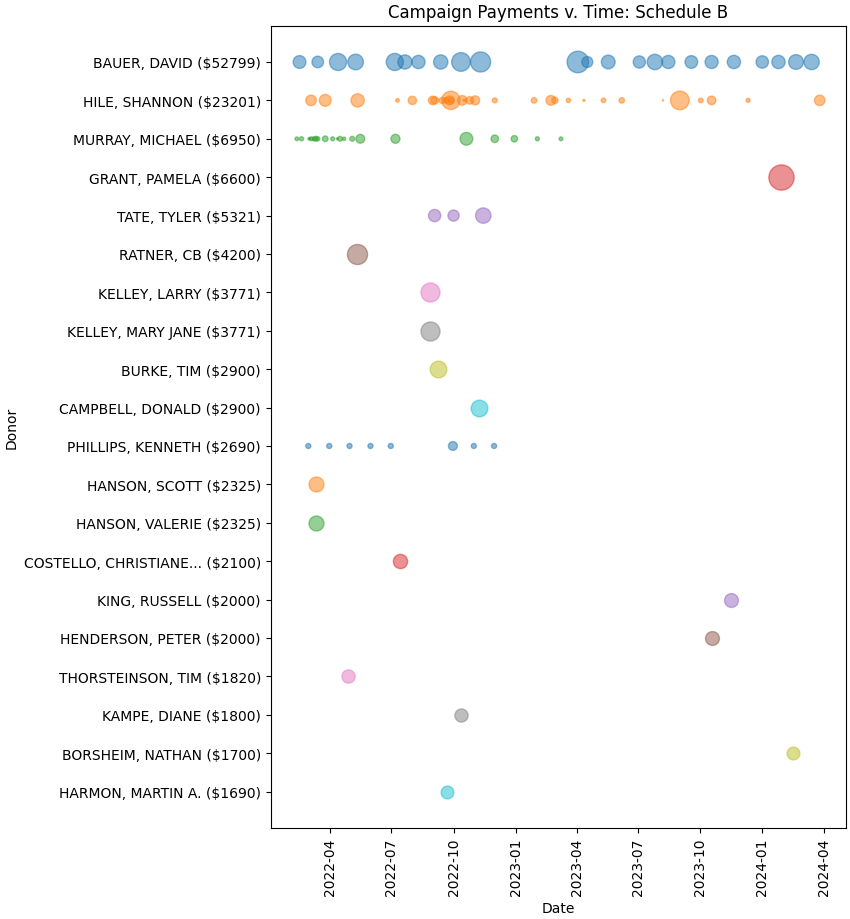 Campaign Payments v. Time: Schedule B
BAUER, DAVID ($52799)
HILE, SHANNON ($23201)
MURRAY, MICHAEL ($6950)
GRANT, PAMELA ($6600)
TATE, TYLER ($5321)
RATNER, CB ($4200)
KELLEY, LARRY ($3771)
KELLEY, MARY JANE ($3771)
BURKE, TIM ($2900)
CAMPBELL, DONALD ($2900)
PHILLIPS, KENNETH ($2690)
HANSON, SCOTT ($2325)
HANSON, VALERIE ($2325)
COSTELLO, CHRISTIANE... ($2100)
KING, RUSSELL ($2000)
HENDERSON, PETER ($2000)
THORSTEINSON, TIM ($1820)
KAMPE, DIANE ($1800)
BORSHEIM, NATHAN ($1700)
HARMON, MARTIN A. ($1690)
Donor
2022-04
2022-07
2022-10
2023-01
2023-04
2023-07
2023-10
2024-01
2024-04
Date